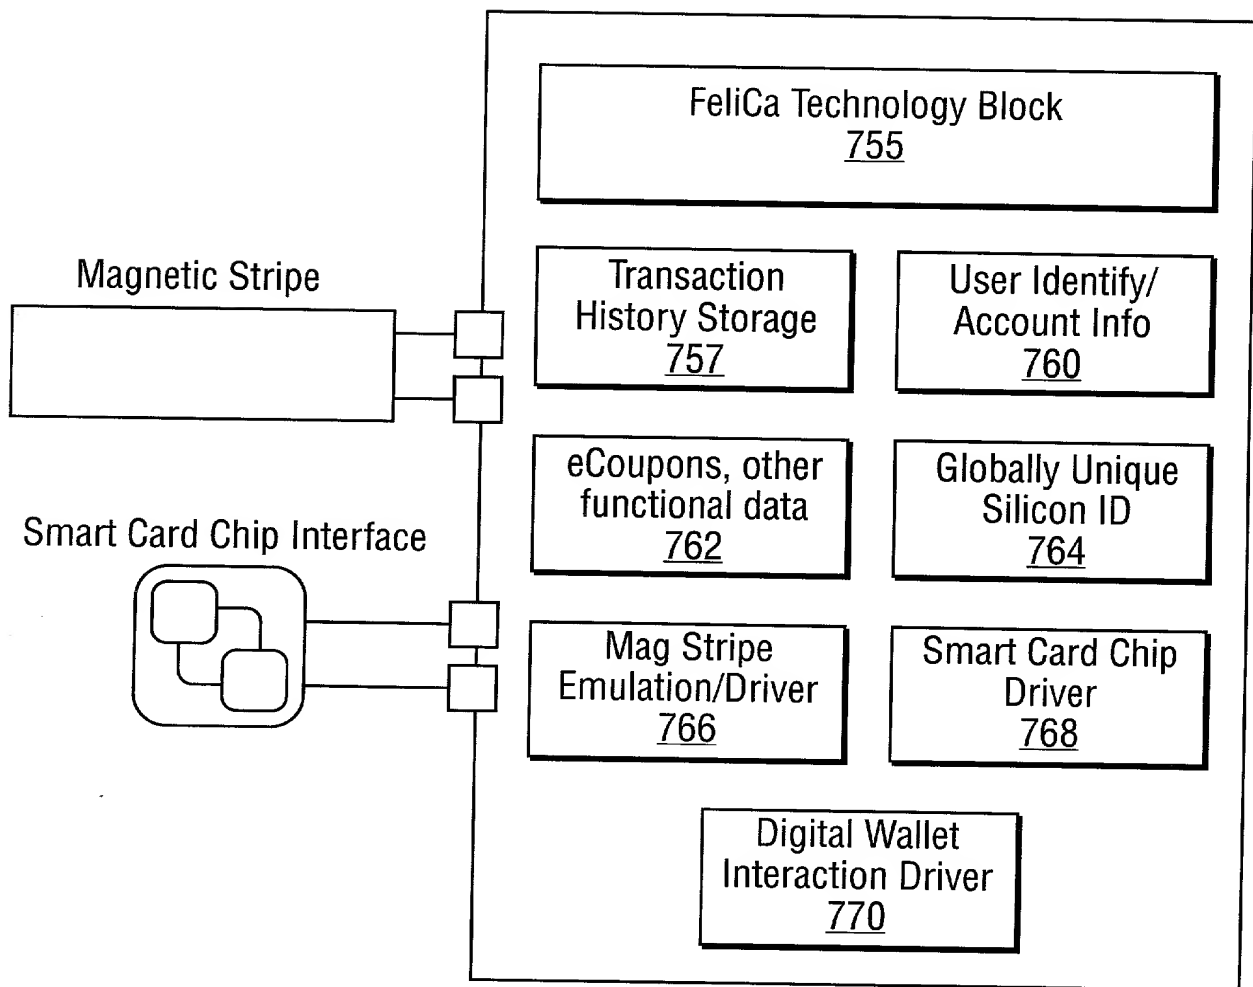 FeliCa Technology Block
755
Magnetic Stripe
Transaction
History Storage
757
User Identify/
Account Info
760
eCoupons, other
functional data
762
Globally Unique
Silicon ID
764
Smart Card Chip Interface
Mag Stripe
Emulation/Driver
766
Smart Card Chip
Driver
768
Digital Wallet
Interaction Driver
770